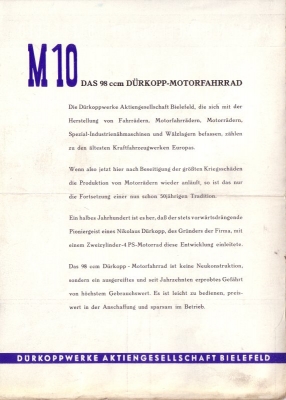 M 10 DAS 98 ccm DÜRKOPP-MOTORFAHRRAD
Die Dürkoppwerke Aktiengesellschaft Bielefeld, die sich mit der
Herstellung von Fahrrädern, Motorfahrrädern, Motorrädern,
Spezial-Industrienähmaschinen und Wälzlagern befassen, zählen
zu den ältesten Kraftfahrzeugwerken Europas.
Wenn also jetzt hier nach Beseitigung der größten Kriegsschäden
die Produktion von Motorrädern wieder anläuft, so ist das nur
die Fortsetzung einer nun schon 50jährigen Tradition.
Ein halbes Jahrhundert ist es her, daß der stets vorwärtsdrängende
Pioniergeist eines Nikolaus Dürkopp, des Gründers der Firma, mit
einem Zweizylinder-4 PS-Motorrad diese Entwicklung einleitete.
Das 98 ccm Dürkopp-Motorfahrrad ist keine Neukonstruktion,
sondern ein ausgereiftes und seit Jahrzehnten erprobtes Gefährt
von höchstem Gebrauchswert. Es ist leicht zu bedienen, preis-
wert in der Anschaffung und sparsam im Betrieb.
DÜRKOPPWERKE AKTIENGESELLSCHAFT BIELEFELD